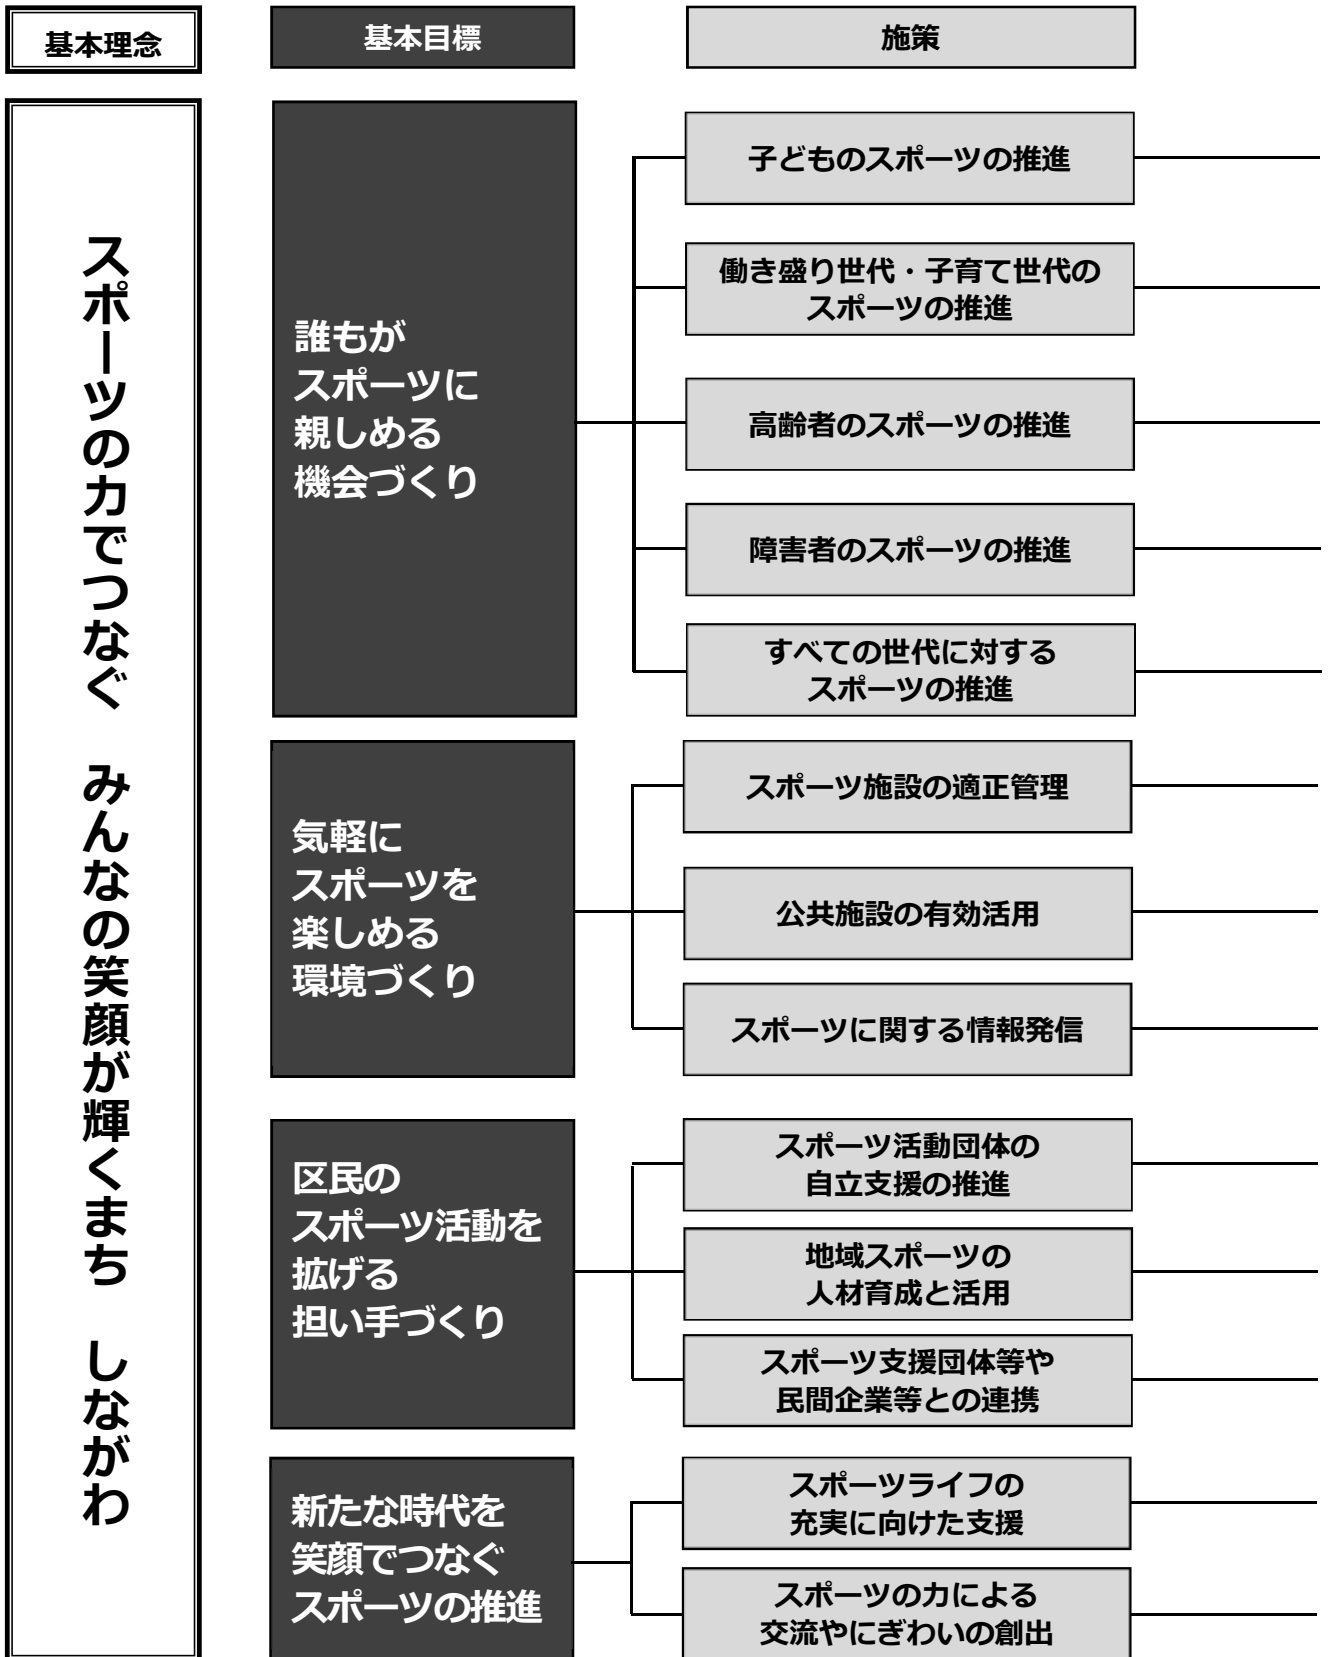 基本理念
基本目標
施策
スポーツの力でつなぐ　みんなの笑顔が輝くまち　しながわ
誰もが
スポーツに
親しめる
機会づくり
子どものスポーツの推進
働き盛り世代・子育て世代の
スポーツの推進
高齢者のスポーツの推進
障害者のスポーツの推進
すべての世代に対する
スポーツの推進
気軽に
スポーツを
楽しめる
環境づくり
スポーツ施設の適正管理
公共施設の有効活用
スポーツに関する情報発信
区民の
スポーツ活動を
拡げる
担い手づくり
スポーツ活動団体の
自立支援の推進
地域スポーツの
人材育成と活用
スポーツ支援団体等や
民間企業等との連携
新たな時代を
笑顔でつなぐ
スポーツの推進
スポーツライフの
充実に向けた支援
スポーツの力による
交流やにぎわいの創出